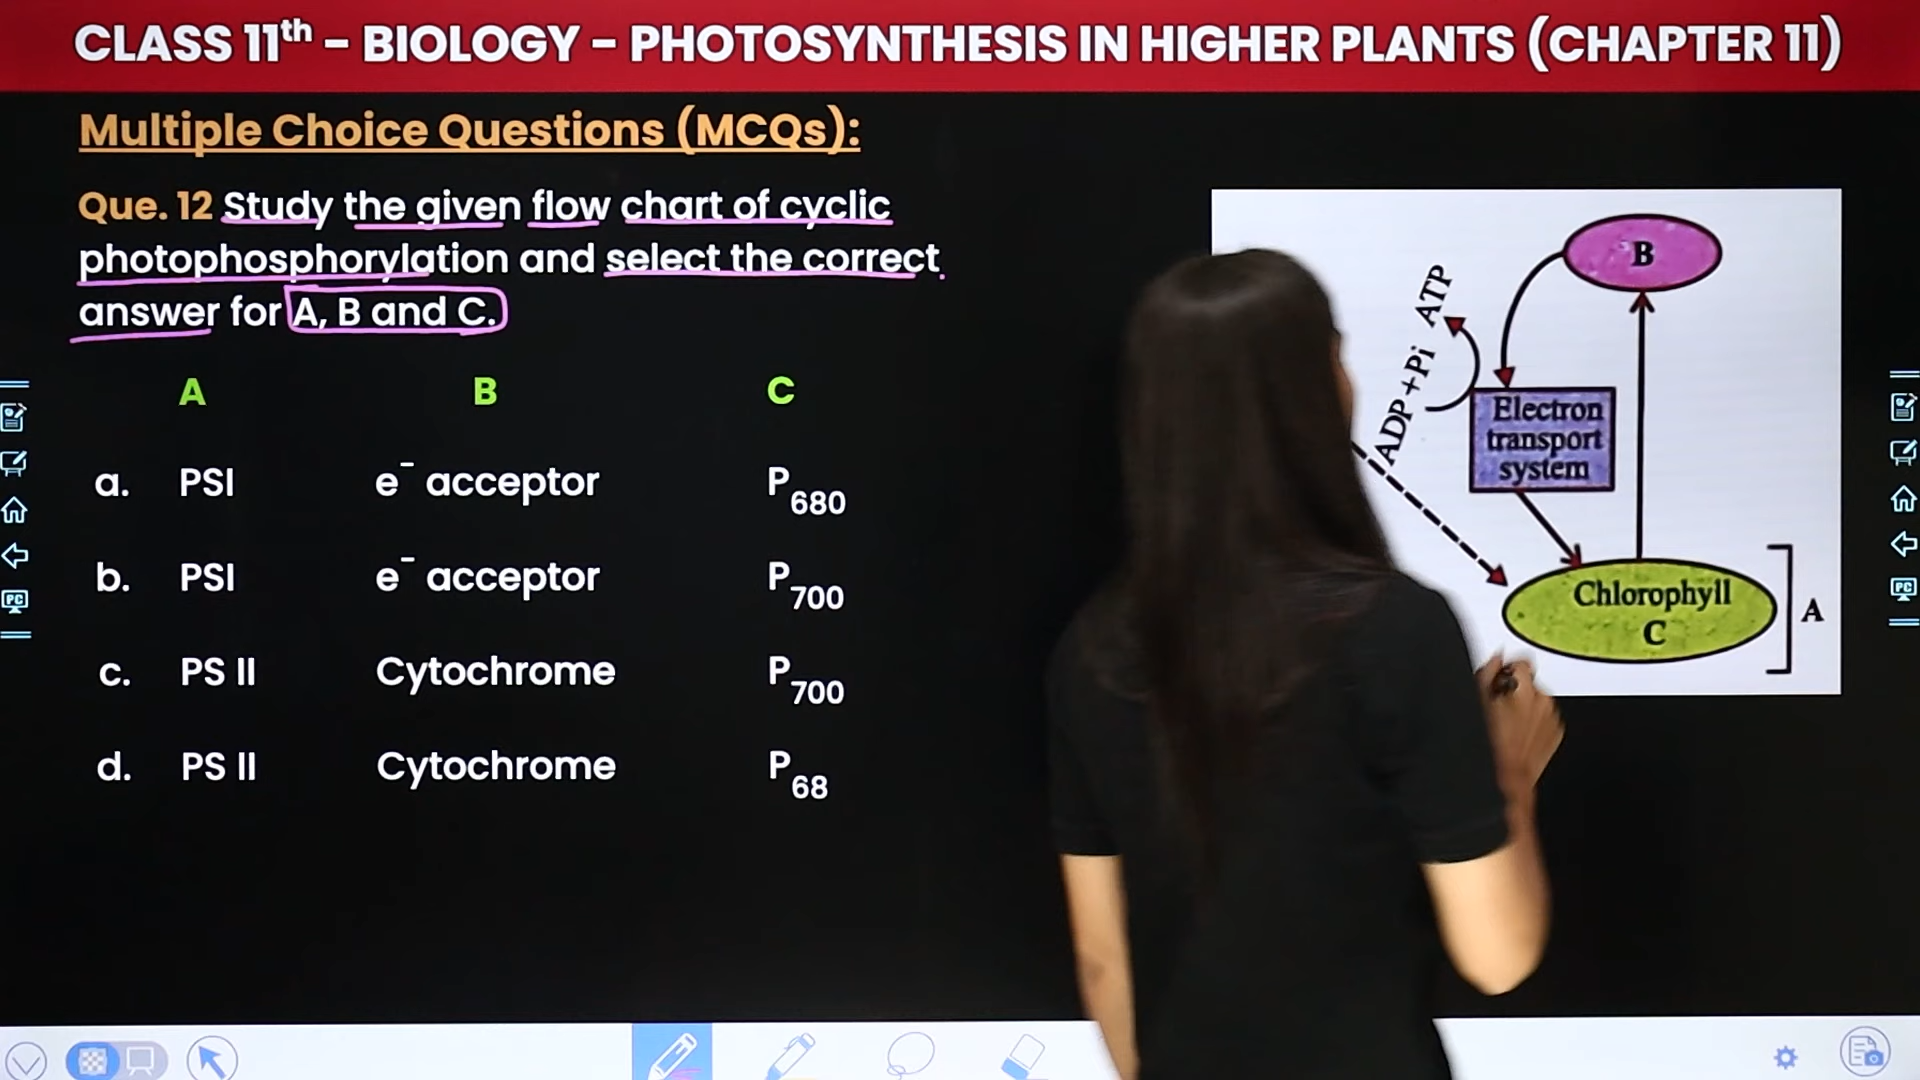 CLASS 11th - BIOLOGY - PHOTOSYNTHESIS IN HIGHER PLANTS (CHAPTER 11)
Multiple Choice Questions (MCQs):
Que. 12 Study the given flow chart of cyclic
photophosphorylation and select the correct
answer for A, B and C.
A B C
a. PSI e⁻ acceptor P680
b. PSI e⁻ acceptor P700
c. PS II Cytochrome P700
d. PS II Cytochrome P68
B
ADP+Pi ATP
Electron
transport
system
Chlorophyll
C
A
PC
PC